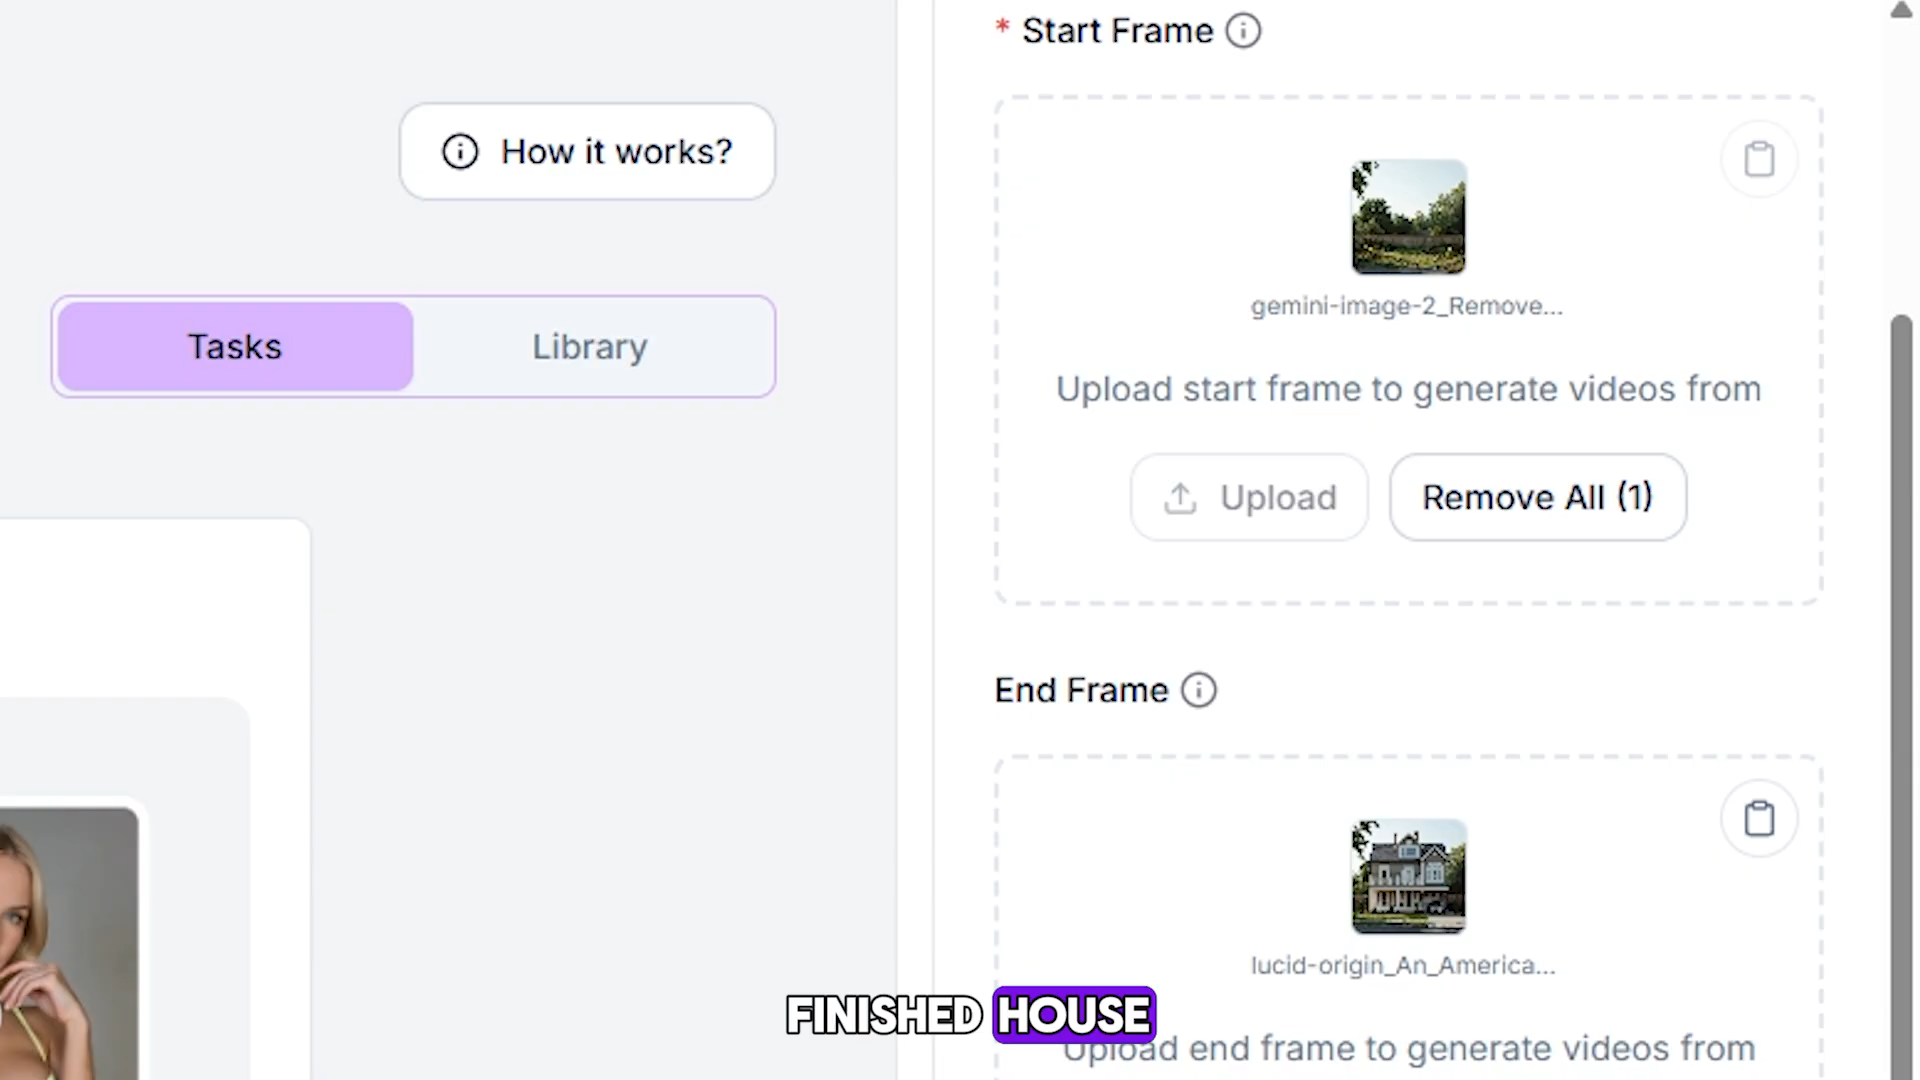 * Start Frame
How it works?
gemini-image-2_Remove...
Tasks
Library
Upload start frame to generate videos from
Upload
Remove All (1)
End Frame
lucid-origin_An_America...
FINISHED HOUSE
Upload end frame to generate videos from